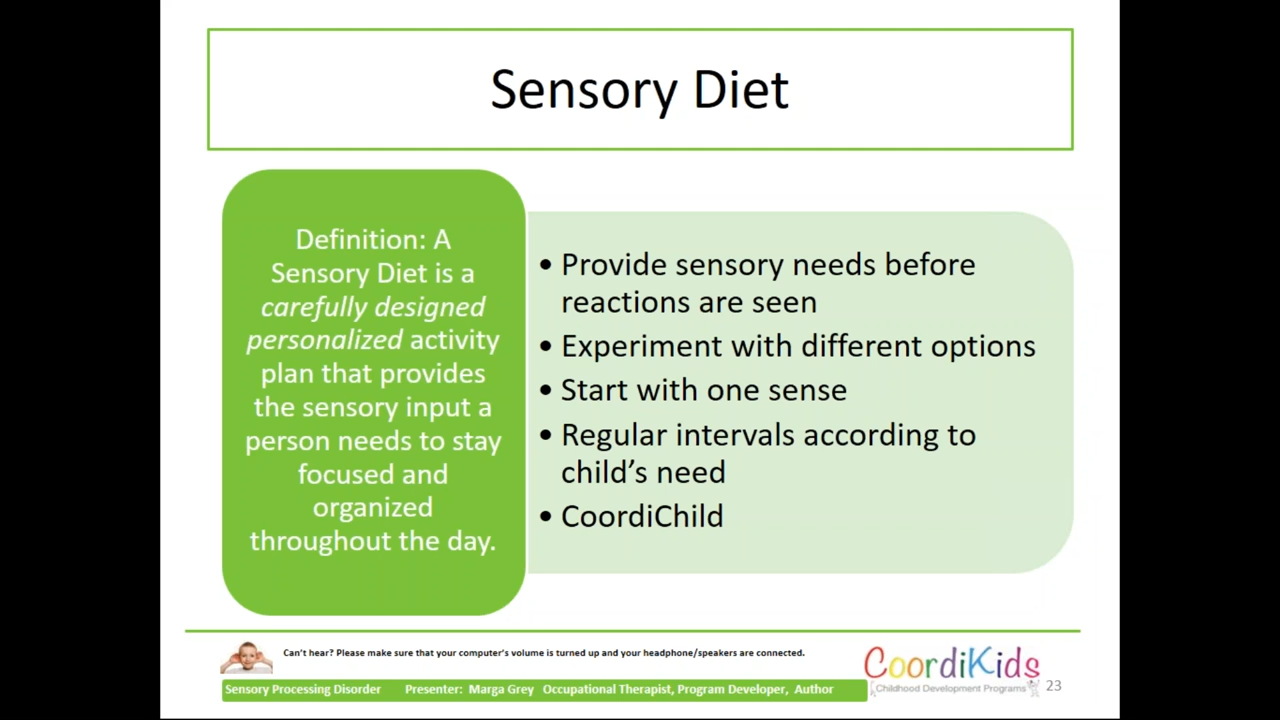 Sensory Diet
Definition: A
Sensory Diet is a
carefully designed
personalized activity
plan that provides
the sensory input a
person needs to stay
focused and
organized
throughout the day.
• Provide sensory needs before
reactions are seen
• Experiment with different options
• Start with one sense
• Regular intervals according to
child’s need
• CoordiChild
Can’t hear? Please make sure that your computer’s volume is turned up and your headphone/speakers are connected.
Sensory Processing Disorder Presenter: Marga Grey Occupational Therapist, Program Developer, Author
CoordiKids
Childhood Development Programs
23